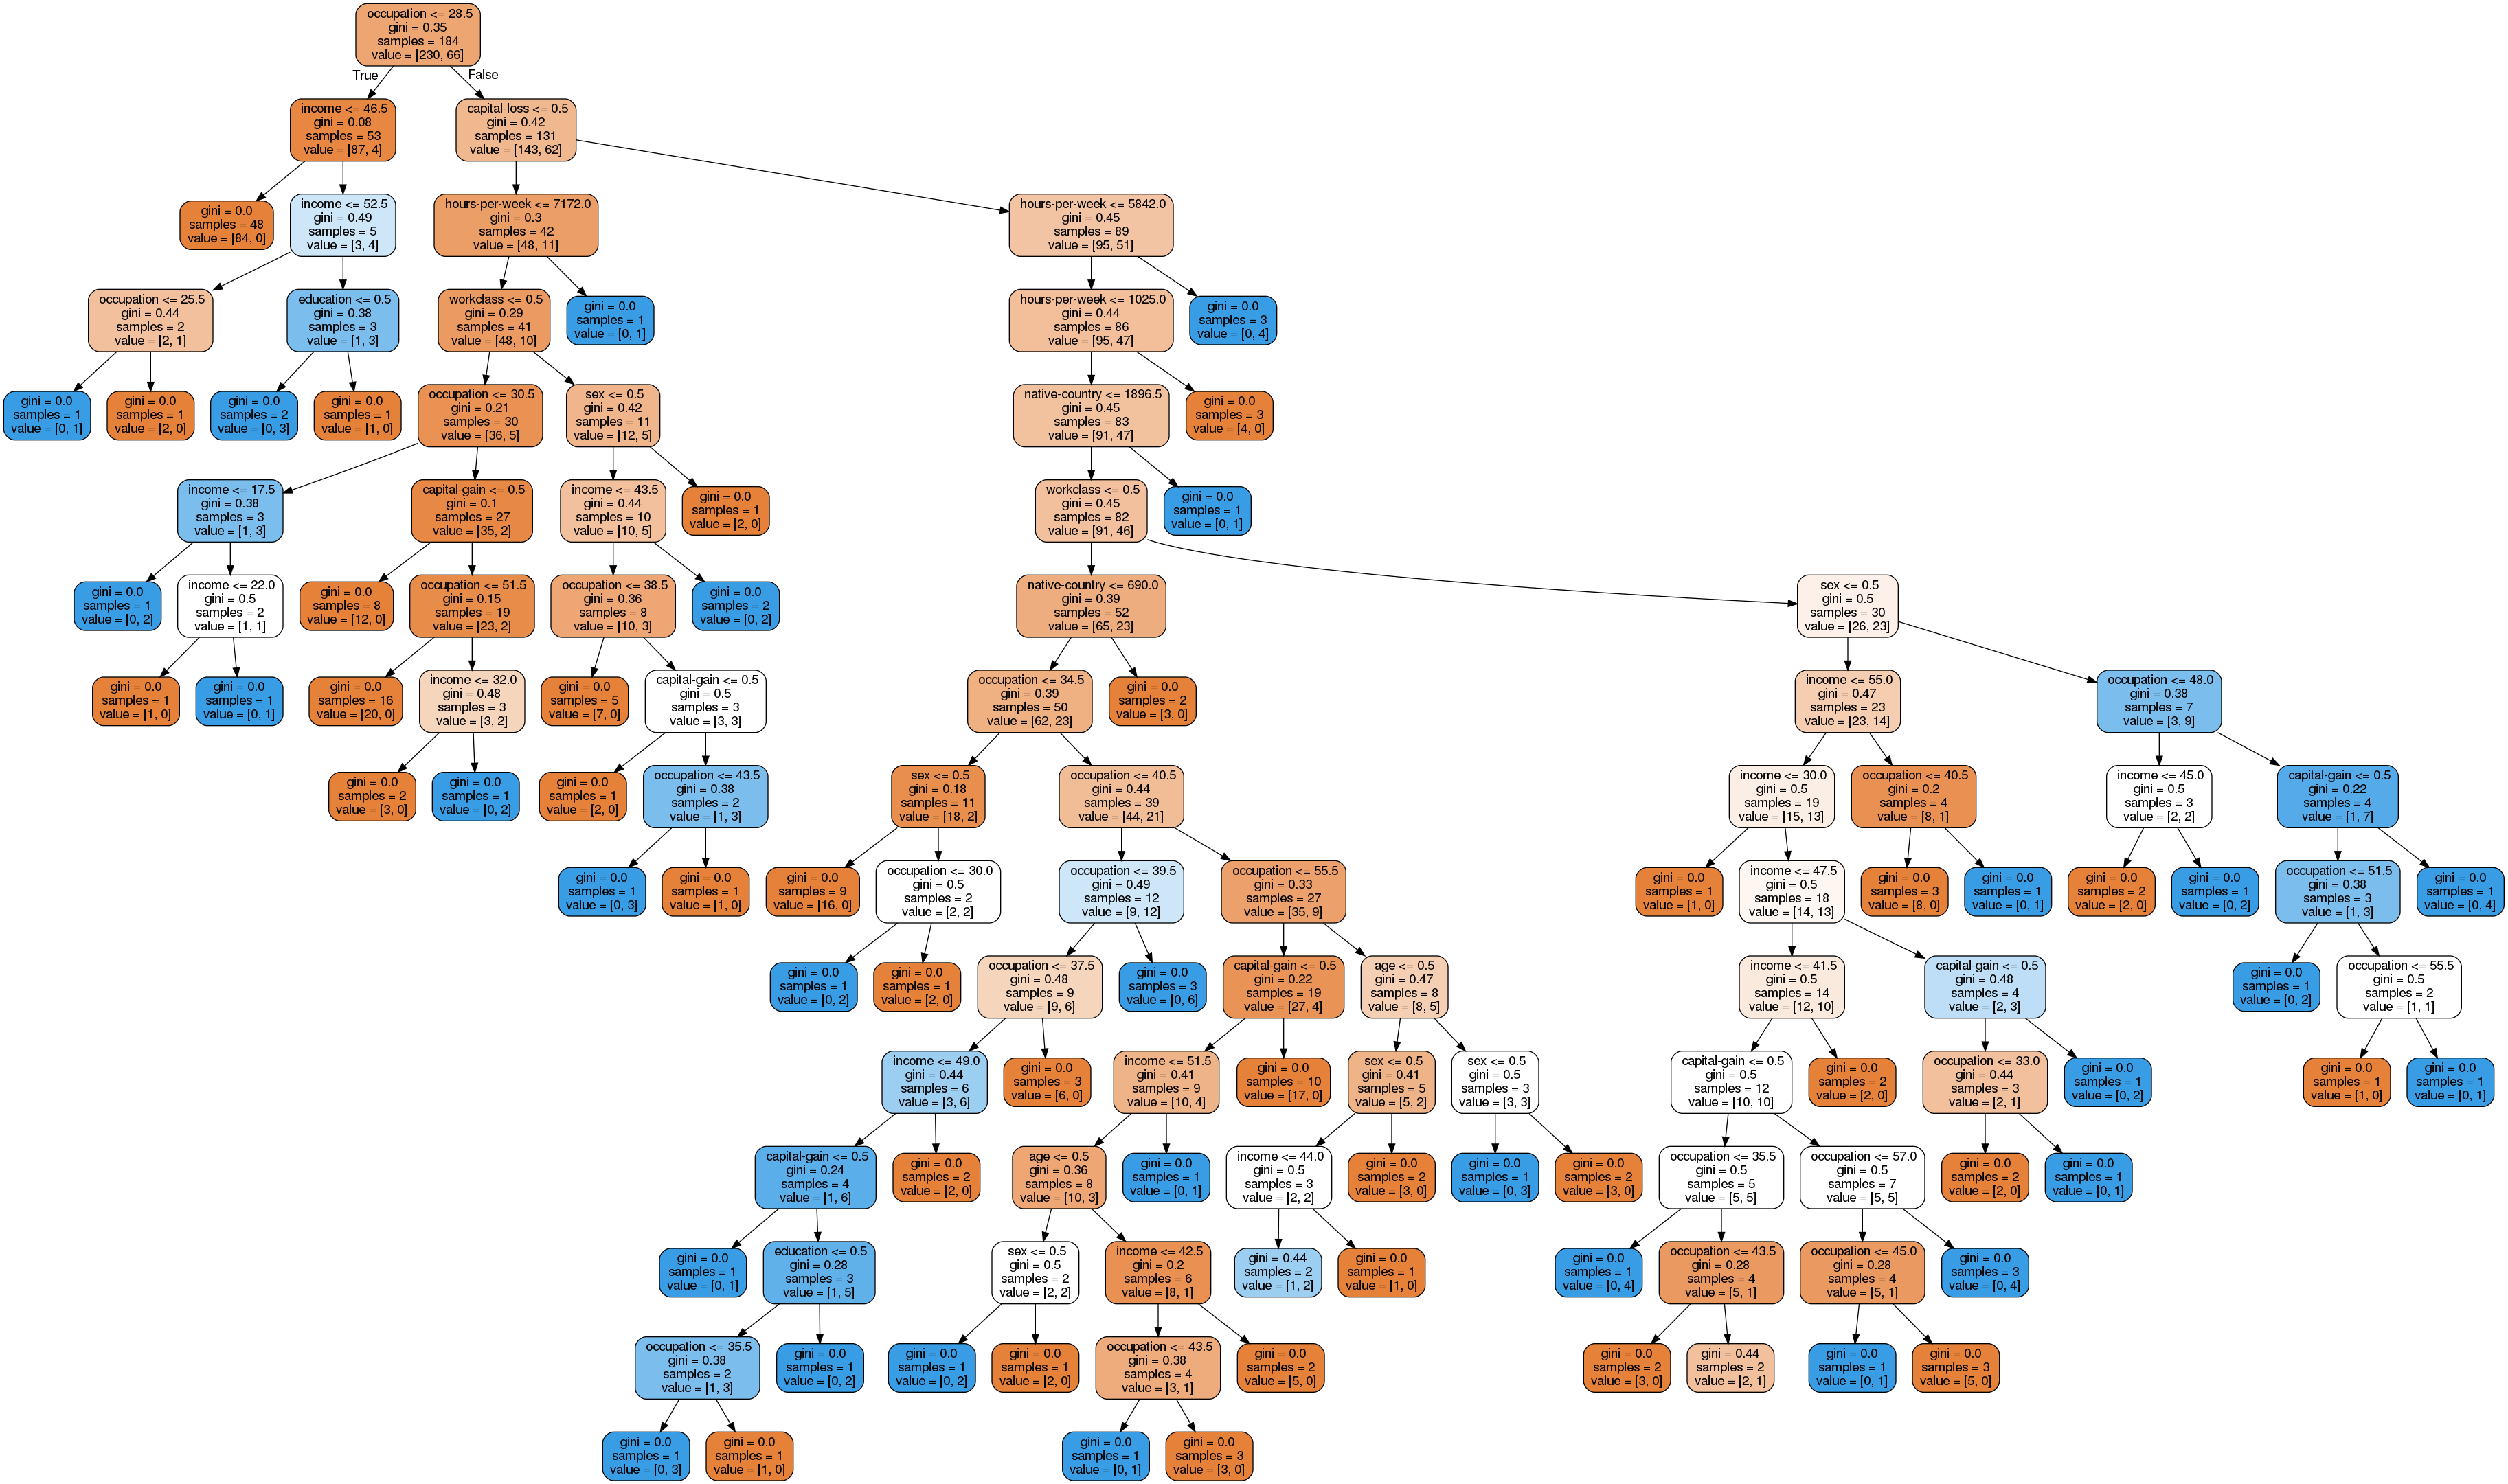 occupation <= 28.5
gini = 0.35
samples = 184
value = [230, 66]
True
False
income <= 46.5
gini = 0.08
samples = 53
value = [87, 4]
capital-loss <= 0.5
gini = 0.42
samples = 131
value = [143, 62]
gini = 0.0
samples = 48
value = [84, 0]
income <= 52.5
gini = 0.49
samples = 5
value = [3, 4]
hours-per-week <= 7172.0
gini = 0.3
samples = 42
value = [48, 11]
hours-per-week <= 5842.0
gini = 0.45
samples = 89
value = [95, 51]
occupation <= 25.5
gini = 0.44
samples = 2
value = [2, 1]
education <= 0.5
gini = 0.38
samples = 3
value = [1, 3]
workclass <= 0.5
gini = 0.29
samples = 41
value = [48, 10]
gini = 0.0
samples = 1
value = [0, 1]
hours-per-week <= 1025.0
gini = 0.44
samples = 86
value = [95, 47]
gini = 0.0
samples = 3
value = [0, 4]
gini = 0.0
samples = 1
value = [0, 1]
gini = 0.0
samples = 1
value = [2, 0]
gini = 0.0
samples = 2
value = [0, 3]
gini = 0.0
samples = 1
value = [1, 0]
occupation <= 30.5
gini = 0.21
samples = 30
value = [36, 5]
sex <= 0.5
gini = 0.42
samples = 11
value = [12, 5]
native-country <= 1896.5
gini = 0.45
samples = 83
value = [91, 47]
gini = 0.0
samples = 3
value = [4, 0]
income <= 17.5
gini = 0.38
samples = 3
value = [1, 3]
capital-gain <= 0.5
gini = 0.1
samples = 27
value = [35, 2]
income <= 43.5
gini = 0.44
samples = 10
value = [10, 5]
gini = 0.0
samples = 1
value = [2, 0]
workclass <= 0.5
gini = 0.45
samples = 82
value = [91, 46]
gini = 0.0
samples = 1
value = [0, 1]
gini = 0.0
samples = 1
value = [0, 2]
income <= 22.0
gini = 0.5
samples = 2
value = [1, 1]
gini = 0.0
samples = 8
value = [12, 0]
occupation <= 51.5
gini = 0.15
samples = 19
value = [23, 2]
occupation <= 38.5
gini = 0.36
samples = 8
value = [10, 3]
gini = 0.0
samples = 2
value = [0, 2]
native-country <= 690.0
gini = 0.39
samples = 52
value = [65, 23]
sex <= 0.5
gini = 0.5
samples = 30
value = [26, 23]
gini = 0.0
samples = 1
value = [1, 0]
gini = 0.0
samples = 1
value = [0, 1]
gini = 0.0
samples = 16
value = [20, 0]
income <= 32.0
gini = 0.48
samples = 3
value = [3, 2]
gini = 0.0
samples = 5
value = [7, 0]
capital-gain <= 0.5
gini = 0.5
samples = 3
value = [3, 3]
occupation <= 34.5
gini = 0.39
samples = 50
value = [62, 23]
gini = 0.0
samples = 2
value = [3, 0]
income <= 55.0
gini = 0.47
samples = 23
value = [23, 14]
occupation <= 48.0
gini = 0.38
samples = 7
value = [3, 9]
gini = 0.0
samples = 2
value = [3, 0]
gini = 0.0
samples = 1
value = [0, 2]
gini = 0.0
samples = 1
value = [2, 0]
occupation <= 43.5
gini = 0.38
samples = 2
value = [1, 3]
sex <= 0.5
gini = 0.18
samples = 11
value = [18, 2]
occupation <= 40.5
gini = 0.44
samples = 39
value = [44, 21]
income <= 30.0
gini = 0.5
samples = 19
value = [15, 13]
occupation <= 40.5
gini = 0.2
samples = 4
value = [8, 1]
income <= 45.0
gini = 0.5
samples = 3
value = [2, 2]
capital-gain <= 0.5
gini = 0.22
samples = 4
value = [1, 7]
gini = 0.0
samples = 1
value = [0, 3]
gini = 0.0
samples = 1
value = [1, 0]
gini = 0.0
samples = 9
value = [16, 0]
occupation <= 30.0
gini = 0.5
samples = 2
value = [2, 2]
occupation <= 39.5
gini = 0.49
samples = 12
value = [9, 12]
occupation <= 55.5
gini = 0.33
samples = 27
value = [35, 9]
gini = 0.0
samples = 1
value = [1, 0]
income <= 47.5
gini = 0.5
samples = 18
value = [14, 13]
gini = 0.0
samples = 3
value = [8, 0]
gini = 0.0
samples = 1
value = [0, 1]
gini = 0.0
samples = 2
value = [2, 0]
gini = 0.0
samples = 1
value = [0, 2]
occupation <= 51.5
gini = 0.38
samples = 3
value = [1, 3]
gini = 0.0
samples = 1
value = [0, 4]
gini = 0.0
samples = 1
value = [0, 2]
gini = 0.0
samples = 1
value = [2, 0]
occupation <= 37.5
gini = 0.48
samples = 9
value = [9, 6]
gini = 0.0
samples = 3
value = [0, 6]
capital-gain <= 0.5
gini = 0.22
samples = 19
value = [27, 4]
age <= 0.5
gini = 0.47
samples = 8
value = [8, 5]
income <= 41.5
gini = 0.5
samples = 14
value = [12, 10]
capital-gain <= 0.5
gini = 0.48
samples = 4
value = [2, 3]
gini = 0.0
samples = 1
value = [0, 2]
occupation <= 55.5
gini = 0.5
samples = 2
value = [1, 1]
income <= 49.0
gini = 0.44
samples = 6
value = [3, 6]
gini = 0.0
samples = 3
value = [6, 0]
income <= 51.5
gini = 0.41
samples = 9
value = [10, 4]
gini = 0.0
samples = 10
value = [17, 0]
sex <= 0.5
gini = 0.41
samples = 5
value = [5, 2]
sex <= 0.5
gini = 0.5
samples = 3
value = [3, 3]
capital-gain <= 0.5
gini = 0.5
samples = 12
value = [10, 10]
gini = 0.0
samples = 2
value = [2, 0]
occupation <= 33.0
gini = 0.44
samples = 3
value = [2, 1]
gini = 0.0
samples = 1
value = [0, 2]
gini = 0.0
samples = 1
value = [1, 0]
gini = 0.0
samples = 1
value = [0, 1]
capital-gain <= 0.5
gini = 0.24
samples = 4
value = [1, 6]
gini = 0.0
samples = 2
value = [2, 0]
age <= 0.5
gini = 0.36
samples = 8
value = [10, 3]
gini = 0.0
samples = 1
value = [0, 1]
income <= 44.0
gini = 0.5
samples = 3
value = [2, 2]
gini = 0.0
samples = 2
value = [3, 0]
gini = 0.0
samples = 1
value = [0, 3]
gini = 0.0
samples = 2
value = [3, 0]
occupation <= 35.5
gini = 0.5
samples = 5
value = [5, 5]
occupation <= 57.0
gini = 0.5
samples = 7
value = [5, 5]
gini = 0.0
samples = 2
value = [2, 0]
gini = 0.0
samples = 1
value = [0, 1]
gini = 0.0
samples = 1
value = [0, 1]
education <= 0.5
gini = 0.28
samples = 3
value = [1, 5]
sex <= 0.5
gini = 0.5
samples = 2
value = [2, 2]
income <= 42.5
gini = 0.2
samples = 6
value = [8, 1]
gini = 0.44
samples = 2
value = [1, 2]
gini = 0.0
samples = 1
value = [1, 0]
gini = 0.0
samples = 1
value = [0, 4]
occupation <= 43.5
gini = 0.28
samples = 4
value = [5, 1]
occupation <= 45.0
gini = 0.28
samples = 4
value = [5, 1]
gini = 0.0
samples = 3
value = [0, 4]
occupation <= 35.5
gini = 0.38
samples = 2
value = [1, 3]
gini = 0.0
samples = 1
value = [0, 2]
gini = 0.0
samples = 1
value = [0, 2]
gini = 0.0
samples = 1
value = [2, 0]
occupation <= 43.5
gini = 0.38
samples = 4
value = [3, 1]
gini = 0.0
samples = 2
value = [5, 0]
gini = 0.0
samples = 2
value = [3, 0]
gini = 0.44
samples = 2
value = [2, 1]
gini = 0.0
samples = 1
value = [0, 1]
gini = 0.0
samples = 3
value = [5, 0]
gini = 0.0
samples = 1
value = [0, 3]
gini = 0.0
samples = 1
value = [1, 0]
gini = 0.0
samples = 1
value = [0, 1]
gini = 0.0
samples = 3
value = [3, 0]